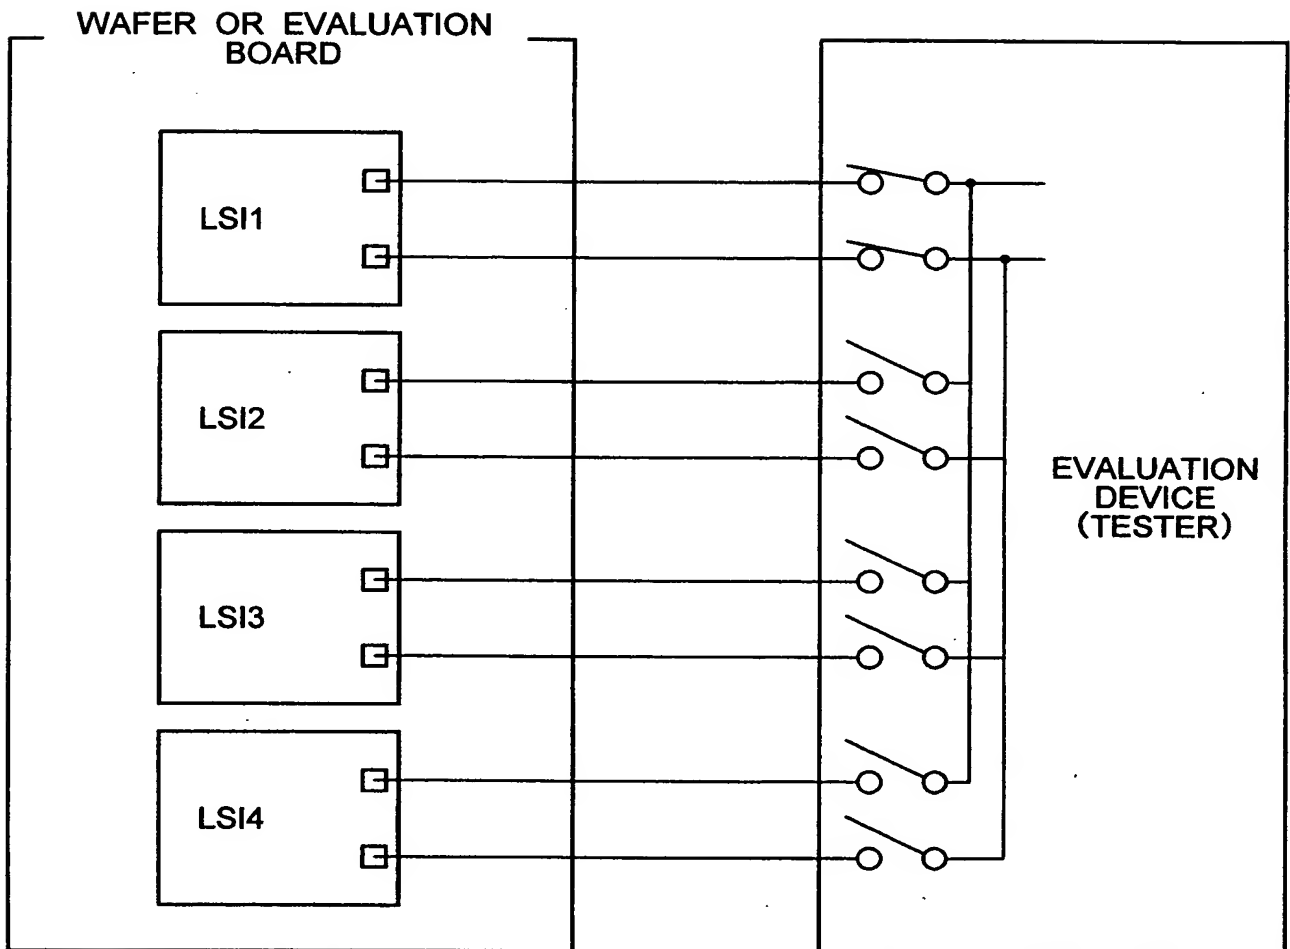 WAFER OR EVALUATION
BOARD
LSI1
LSI2
LSI3
LSI4
EVALUATION
DEVICE
(TESTER)